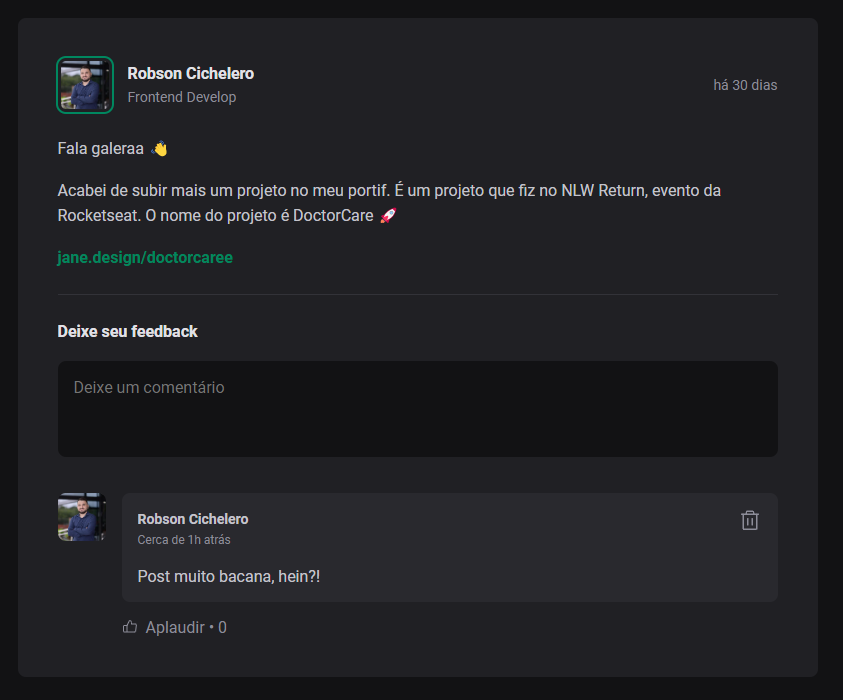 Robson Cichelero
Frontend Develop
há 30 dias
Fala galeraa 👋
Acabei de subir mais um projeto no meu portif. É um projeto que fiz no NLW Return, evento da
Rocketseat. O nome do projeto é DoctorCare 🚀
jane.design/doctorcaree
Deixe seu feedback
Deixe um comentário
Robson Cichelero
Cerca de 1h atrás
Post muito bacana, hein?!
Aplaudir • 0